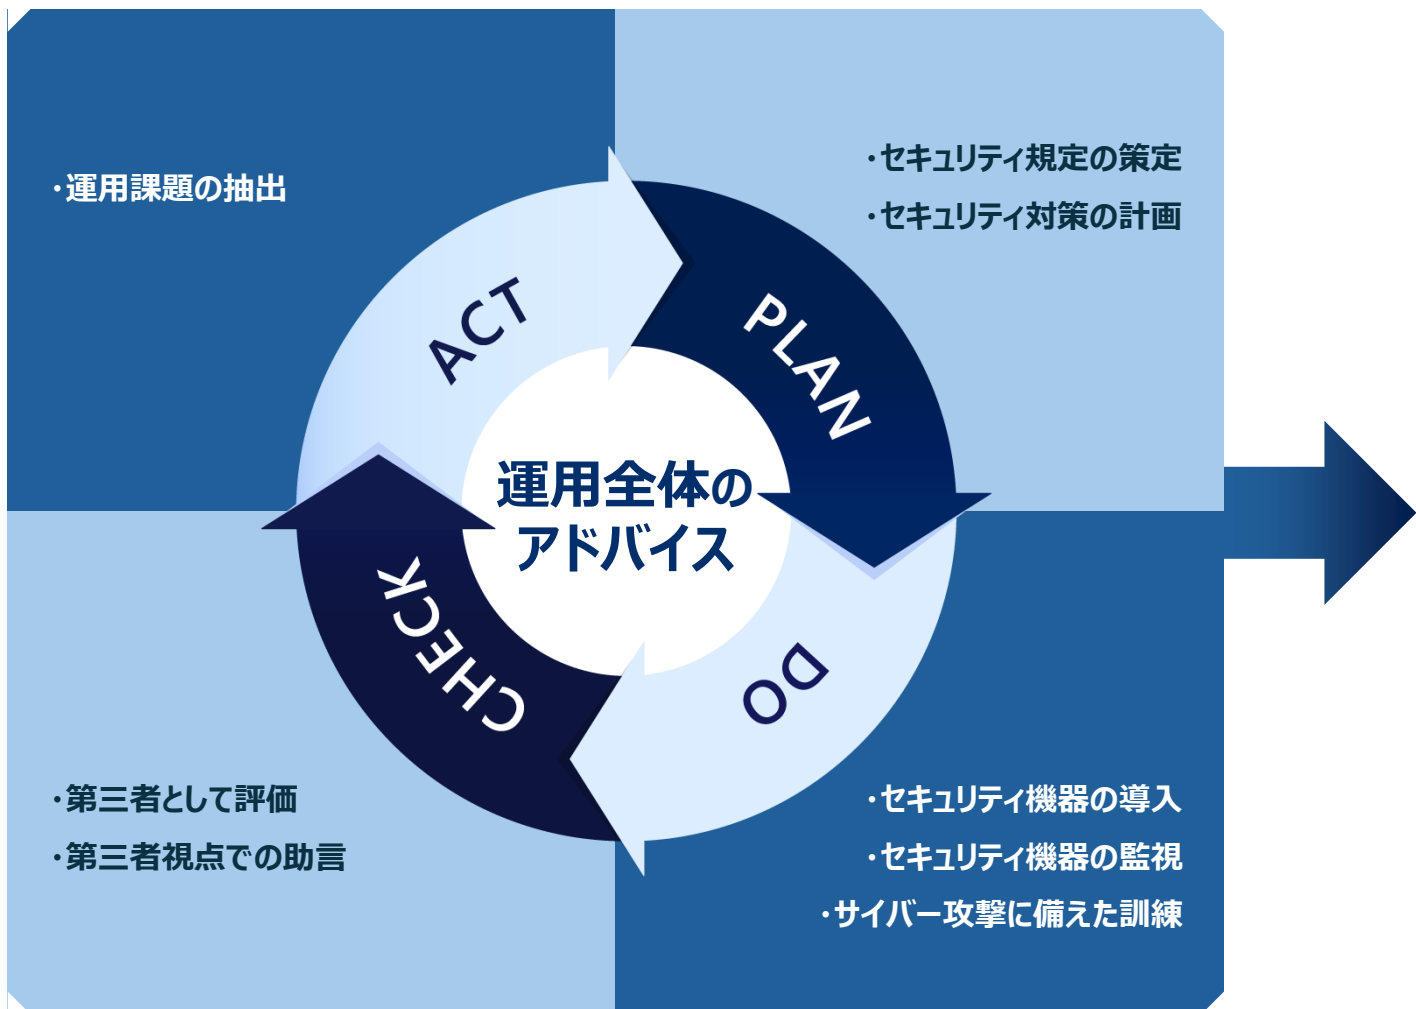 ・運用課題の抽出
・セキュリティ規定の策定
・セキュリティ対策の計画
ACT
PLAN
運用全体の
アドバイス
CHECK
DO
・第三者として評価
・第三者視点での助言
・セキュリティ機器の導入
・セキュリティ機器の監視
・サイバー攻撃に備えた訓練